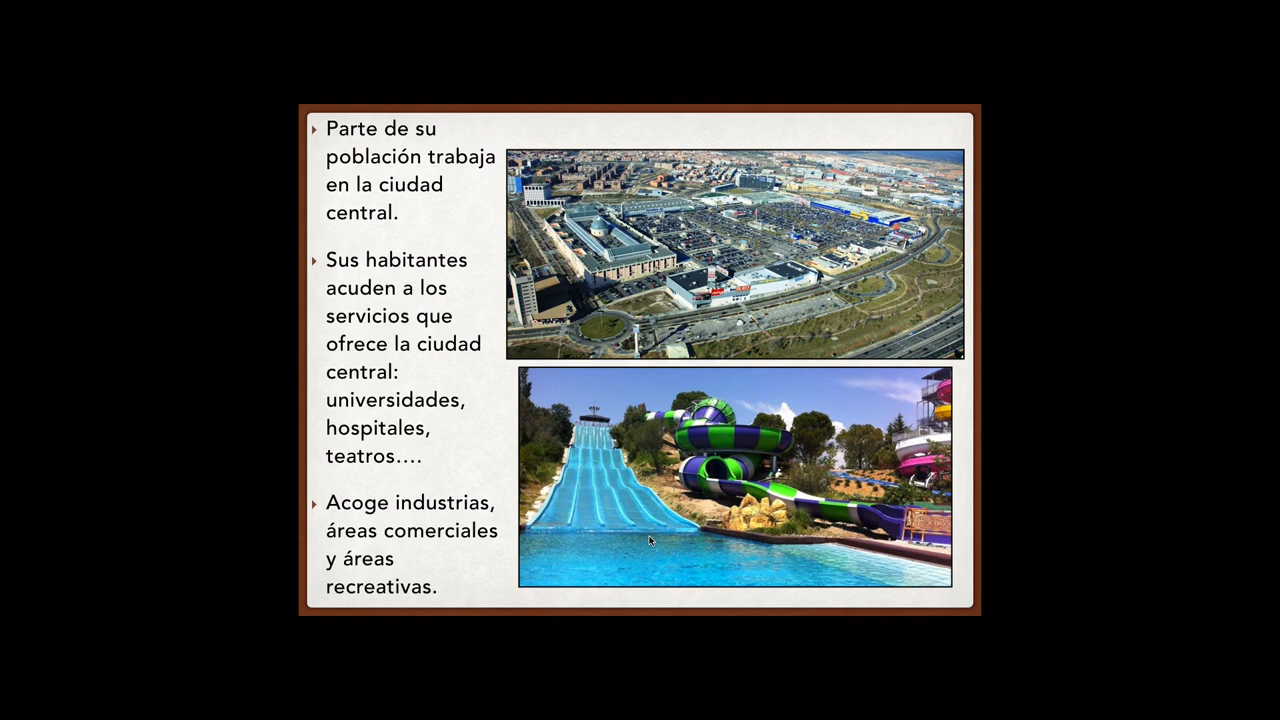 Parte de su
población trabaja
en la ciudad
central.
Sus habitantes
acuden a los
servicios que
ofrece la ciudad
central:
universidades,
hospitales,
teatros....
Acoge industrias,
áreas comerciales
y áreas
recreativas.